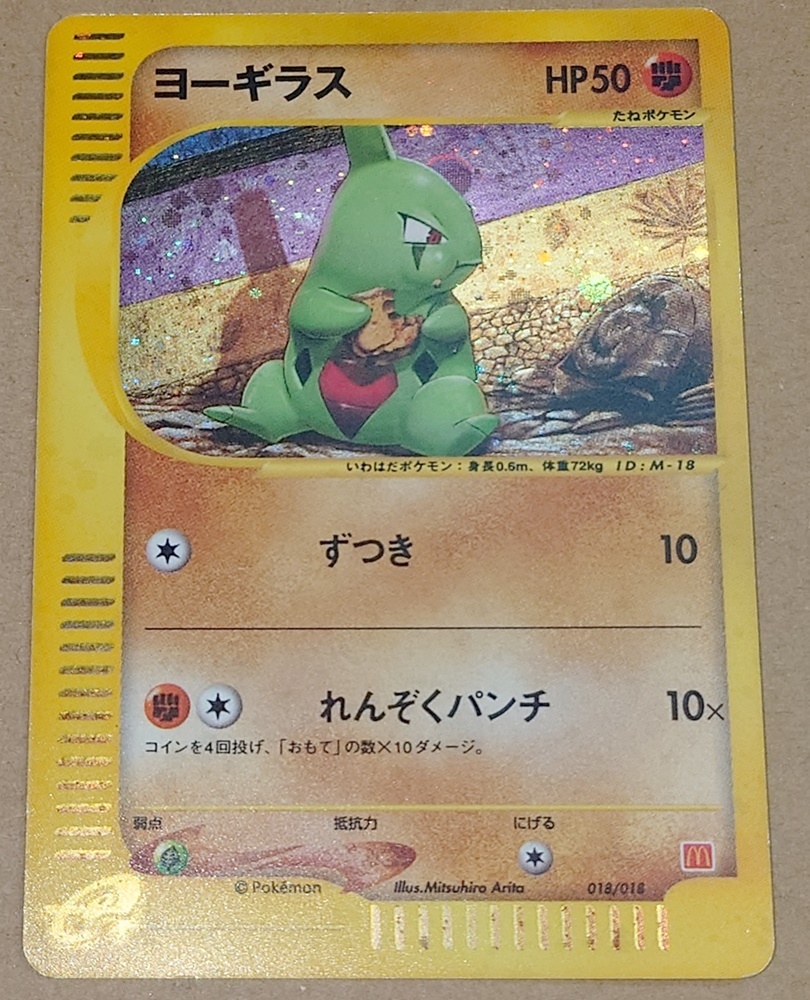 ヨーギラス HP50
たねポケモン
いわはだポケモン：身長0.6m、体重72kg ID:M-18
ずつき 10
れんぞくパンチ 10×
コインを4回投げ、「おもて」の数×10ダメージ。
弱点 抵抗力 にげる
© Pokémon Illus.Mitsuhiro Arita 018/018